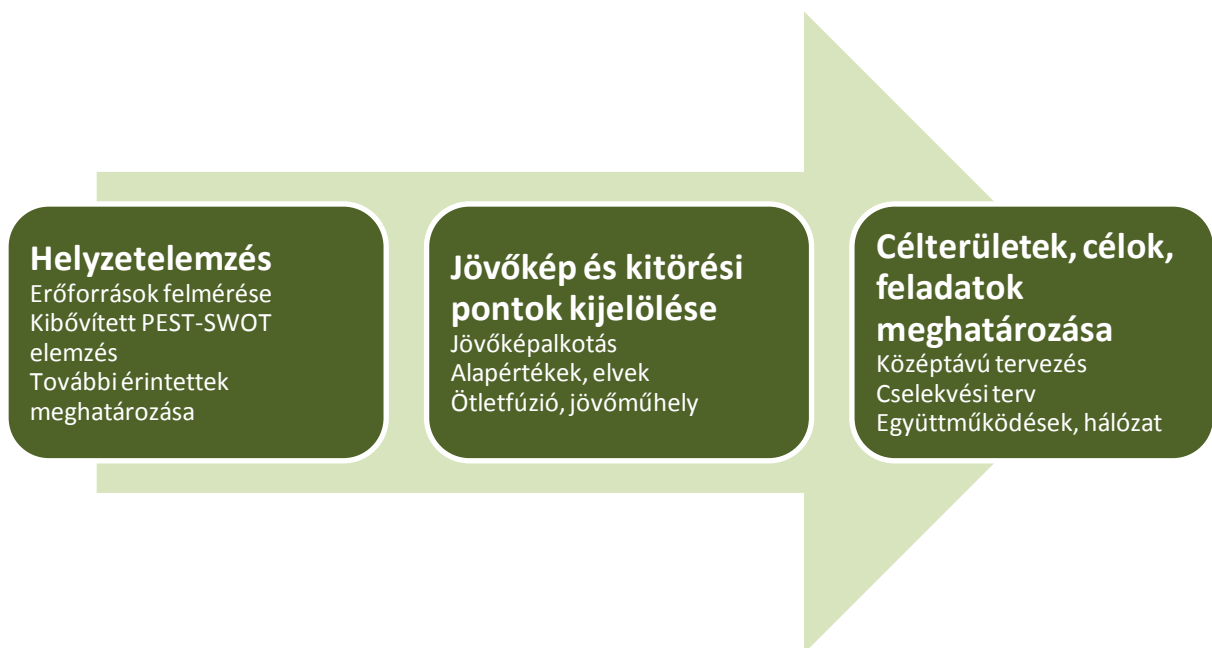 Helyzetelemzés
Erőforrások felmérése
Kibővített PEST-SWOT
elemzés
További érintettek
meghatározása
Jövőkép és kitörési
pontok kijelölése
Jövőképalkotás
Alapértékek, elvek
Ötletfúzió, jövőműhely
Célterületek, célok,
feladatok
meghatározása
Középtávú tervezés
Cselekvési terv
Együttműködések, hálózat